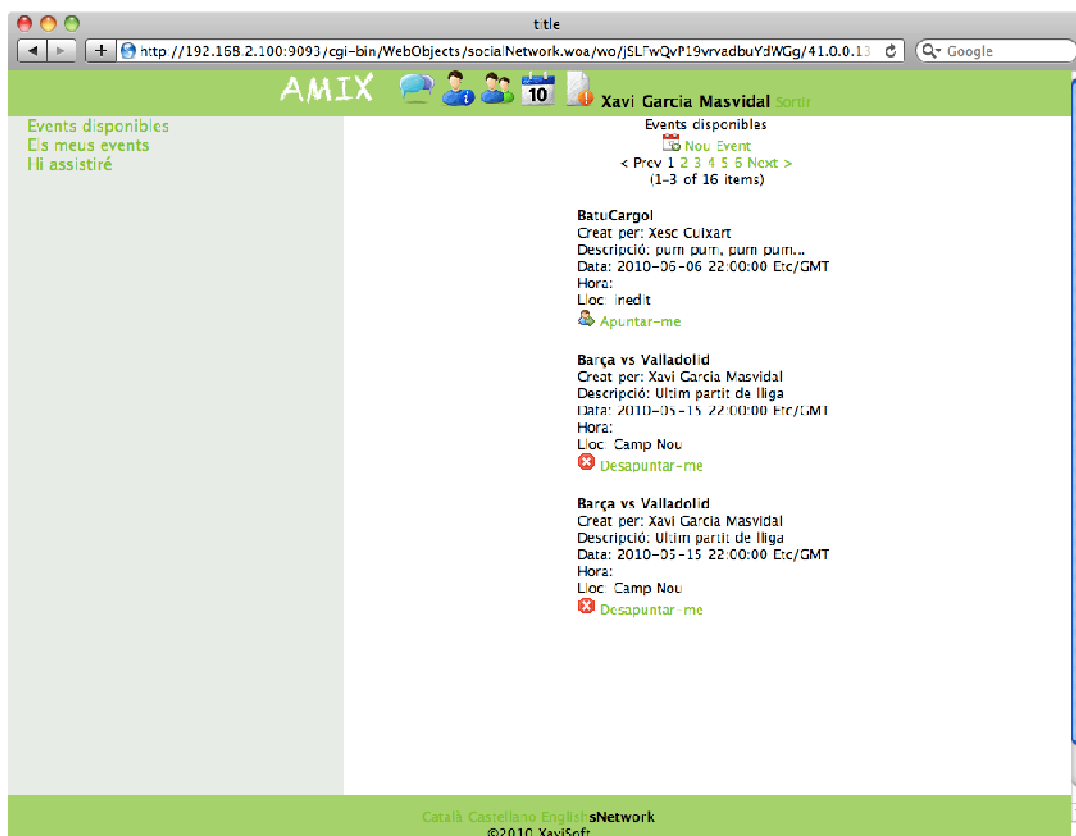 title
http://192.168.2.100:9093/cgi-bin/WebObjects/socialNetwork.woa/wo/jSLFwQvP19vrvadbuYdWGg/41.0.0.13
Google
AMIX
10
Xavi Garcia Masvidal Sortir
Events disponibles
Els meus events
Hi assistiré
Events disponibles
Nou Event
< Prev 1 2 3 4 5 6 Next >
(1-3 of 16 items)
BatuCargol
Creat per: Xesc Cuixart
Descripció: pum pum, pum pum...
Data: 2010-06-06 22:00:00 Etc/GMT
Hora:
Lloc: inedit
Apuntar-me
Barça vs Valladolid
Creat per: Xavi Garcia Masvidal
Descripció: Ultim partit de lliga
Data: 2010-05-15 22:00:00 Etc/GMT
Hora:
Lloc: Camp Nou
Desapuntar-me
Barça vs Valladolid
Creat per: Xavi Garcia Masvidal
Descripció: Ultim partit de lliga
Data: 2010-05-15 22:00:00 Etc/GMT
Hora:
Lloc: Camp Nou
Desapuntar-me
Català Castellano English sNetwork
©2010 XaviSoft